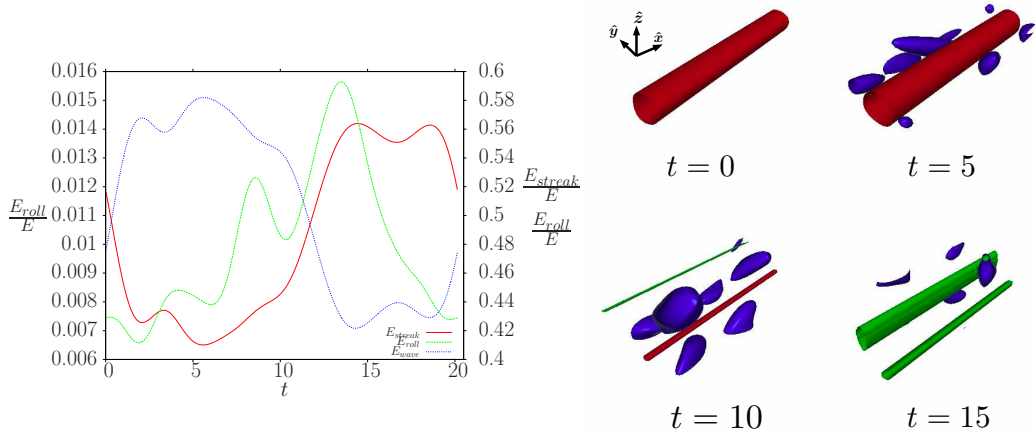 0.016
0.015
0.014
0.013
0.012
0.011
0.01
0.009
0.008
0.007
0.006
E_roll
E
0.6
0.58
0.56
0.54
0.52
0.5
0.48
0.46
0.44
0.42
0.4
E_streak
E
E_roll
E
E_streak
E_roll
E_wave
0 5 10 15 20
t
ŷ ẑ x̂
t = 0
t = 5
t = 10
t = 15